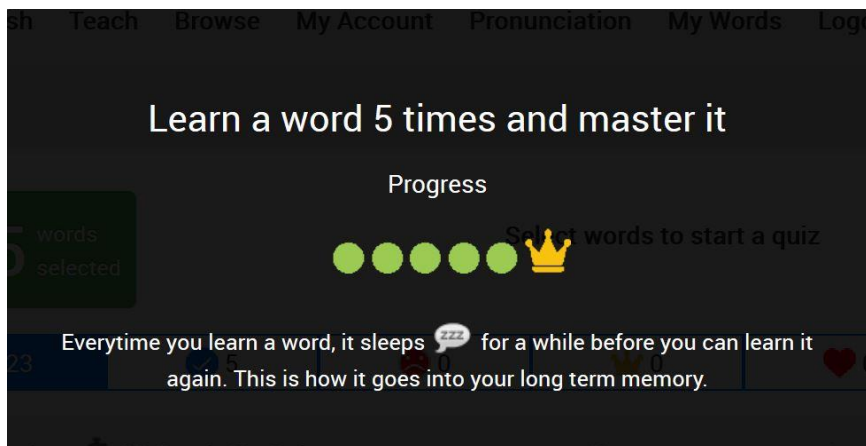 Teach Browse My Account Pronunciation My Words
Learn a word 5 times and master it
Progress
5 words selected
Select words to start a quiz
Everytime you learn a word, it sleeps zzz for a while before you can learn it
again. This is how it goes into your long term memory.
23 5 0 0